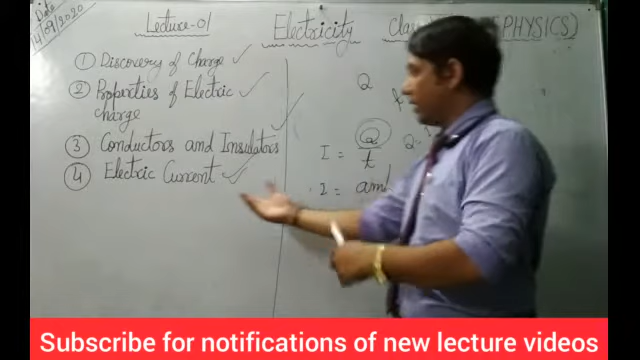 Date
14/09/2020
Lecture-01
Electricity
PHYSICS)
① Discovery of Charge
② Properties of Electric
charge
③ Conductors and Insulators
④ Electric Current
Q
I = Q/t
I =
Subscribe for notifications of new lecture videos